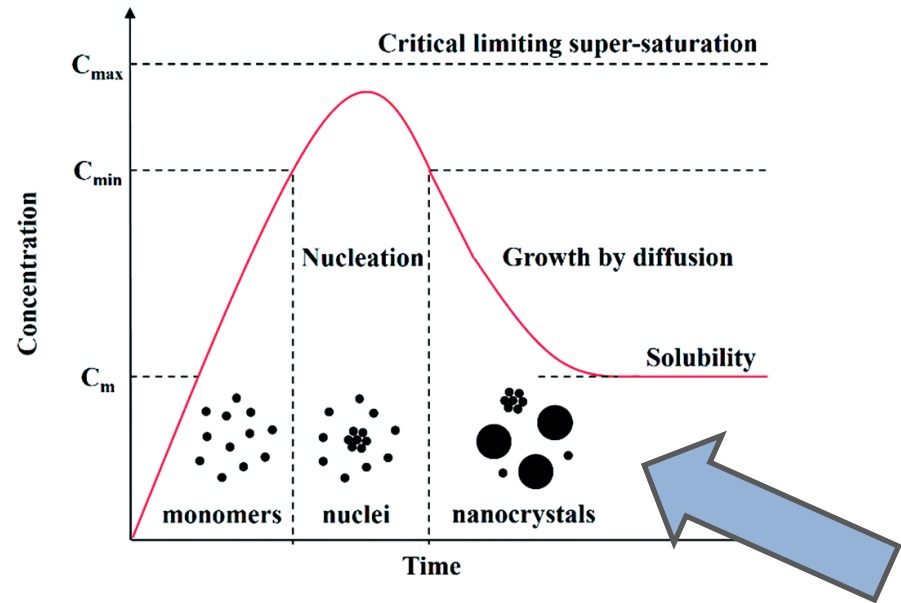 Critical limiting super-saturation
Cmax
Cmin
Concentration
Nucleation
Growth by diffusion
Solubility
Cm
monomers
nuclei
nanocrystals
Time